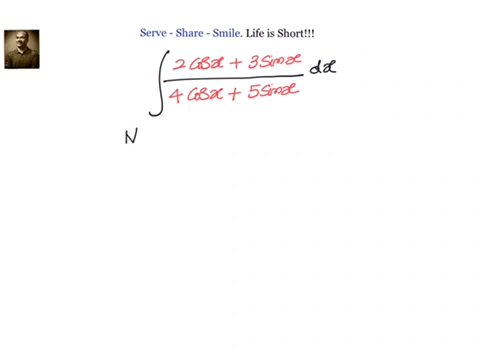 Serve - Share - Smile. Life is Short!!!
∫ (2 Cosx + 3 Sinx) / (4 Cosx + 5 Sinx) dx
N